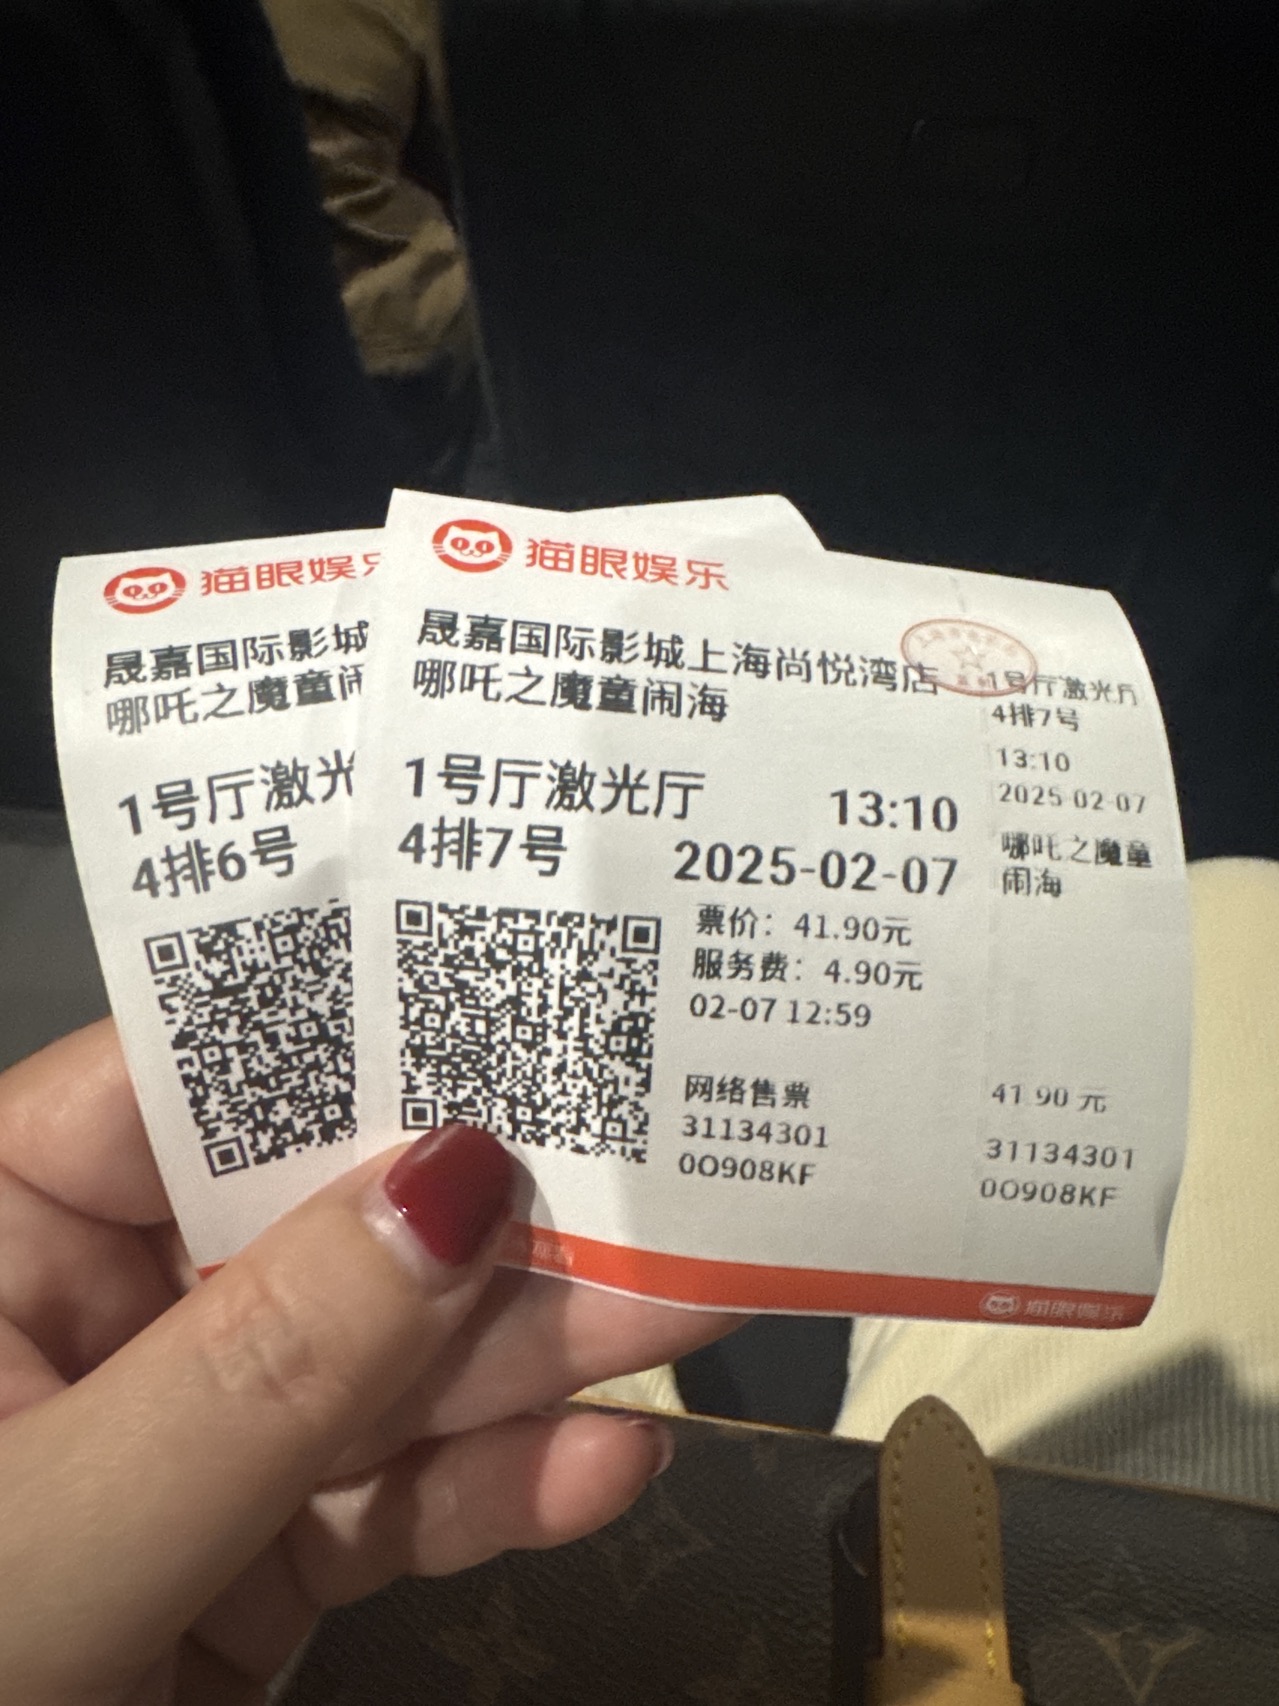 猫眼娱乐
晟嘉国际影城
哪吒之魔童闹
1号厅激光
4排6号
猫眼娱乐
晟嘉国际影城上海尚悦湾店
哪吒之魔童闹海
1号厅激光厅
13:10
4排7号
2025-02-07
票价：41.90元
服务费：4.90元
02-07 12:59
网络售票
31134301
0O908KF
1号厅激光厅
4排7号
13:10
2025-02-07
哪吒之魔童
闹海
41.90 元
31134301
0O908KF
猫眼娱乐